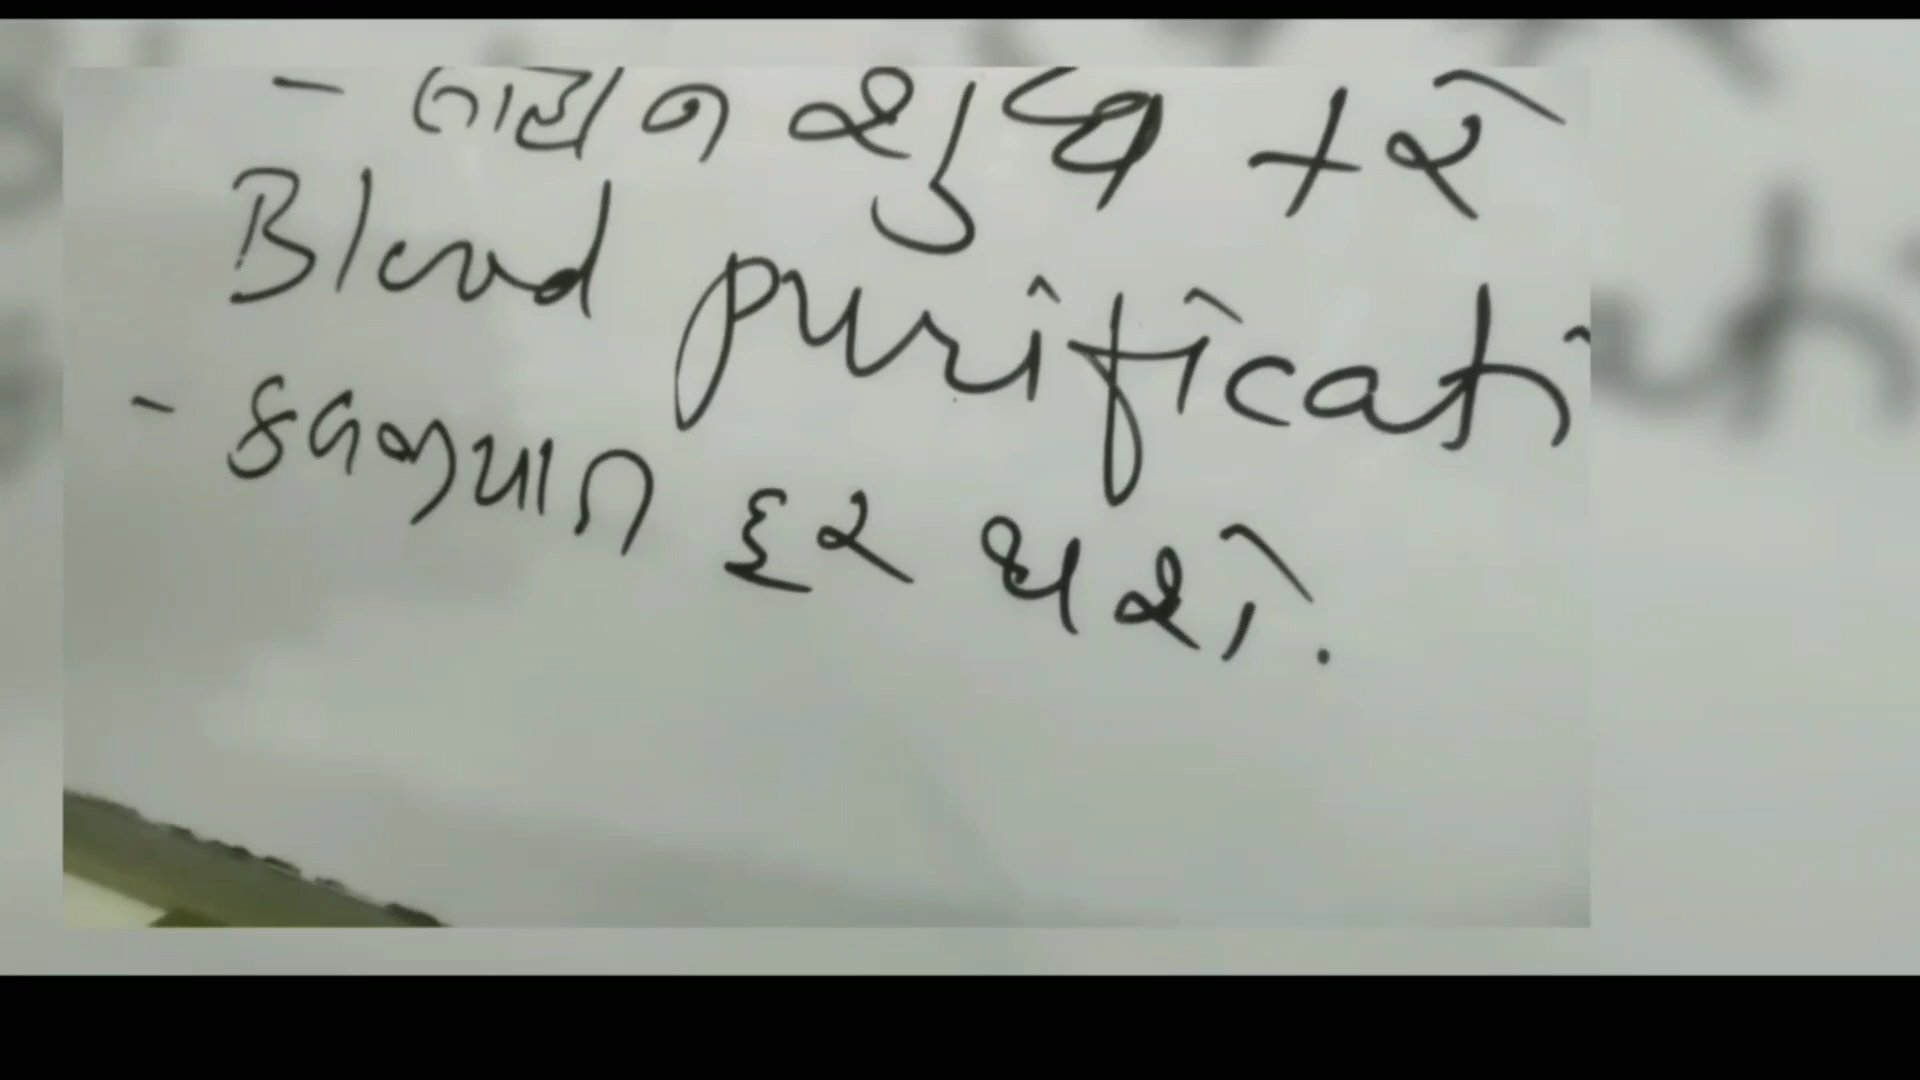 - લોહીને શુદ્ધ કરે
Blood purificati
- કબજીયાત દૂર થશે.